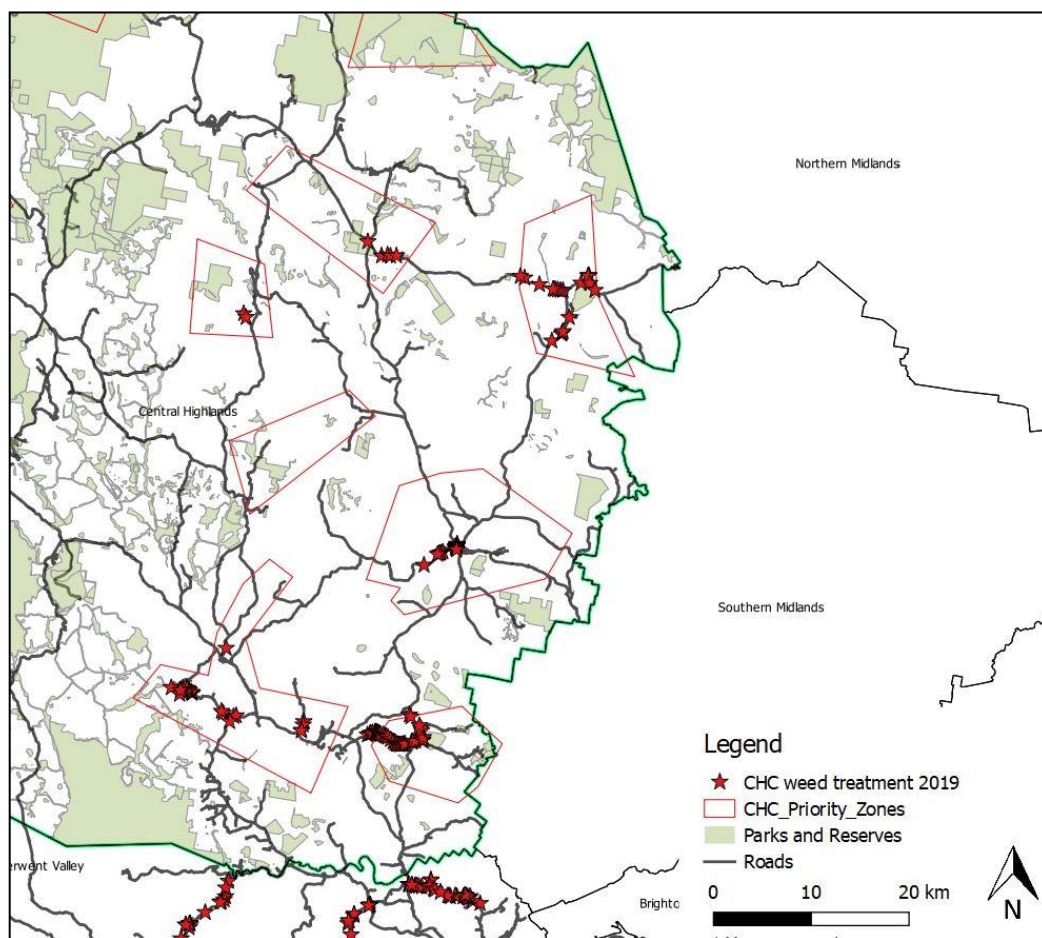 Northern Midlands
Central Highlands
Southern Midlands
Legend
CHC weed treatment 2019
CHC_Priority_Zones
Parks and Reserves
Roads
erwent Valley
Brighto
0 10 20 km
N